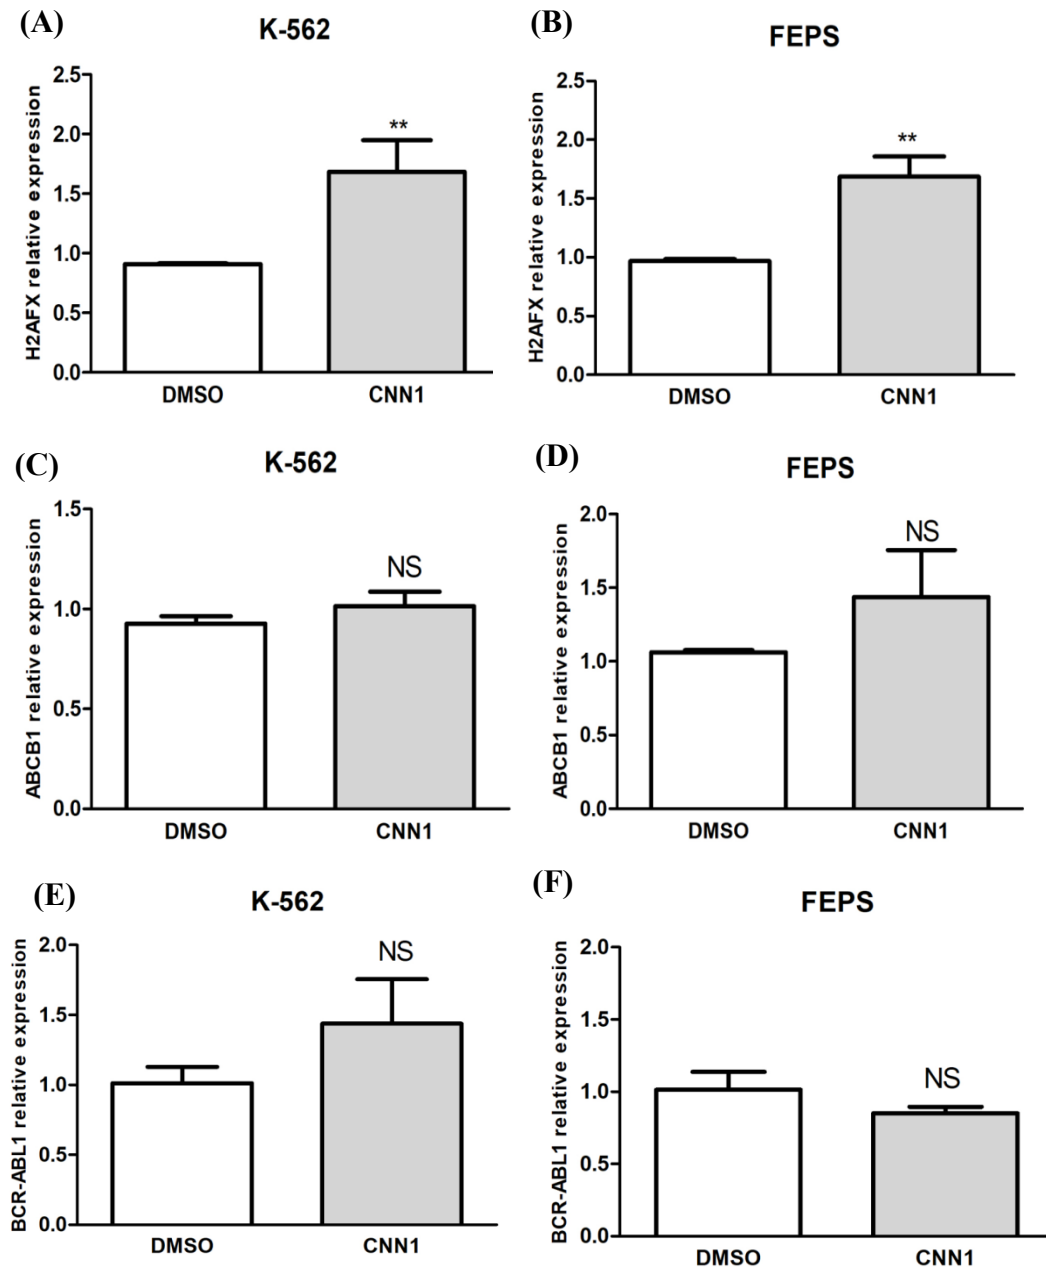 (A)
K-562
H2AFX relative expression
2.5
2.0
1.5
1.0
0.5
0.0
**
DMSO
CNN1
(B)
FEPS
H2AFX relative expression
2.5
2.0
1.5
1.0
0.5
0.0
**
DMSO
CNN1
(C)
K-562
ABCB1 relative expression
1.5
1.0
0.5
0.0
NS
DMSO
CNN1
(D)
FEPS
ABCB1 relative expression
2.0
1.5
1.0
0.5
0.0
NS
DMSO
CNN1
(E)
K-562
BCR-ABL1 relative expression
2.0
1.5
1.0
0.5
0.0
NS
DMSO
CNN1
(F)
FEPS
BCR-ABL1 relative expression
2.0
1.5
1.0
0.5
0.0
NS
DMSO
CNN1